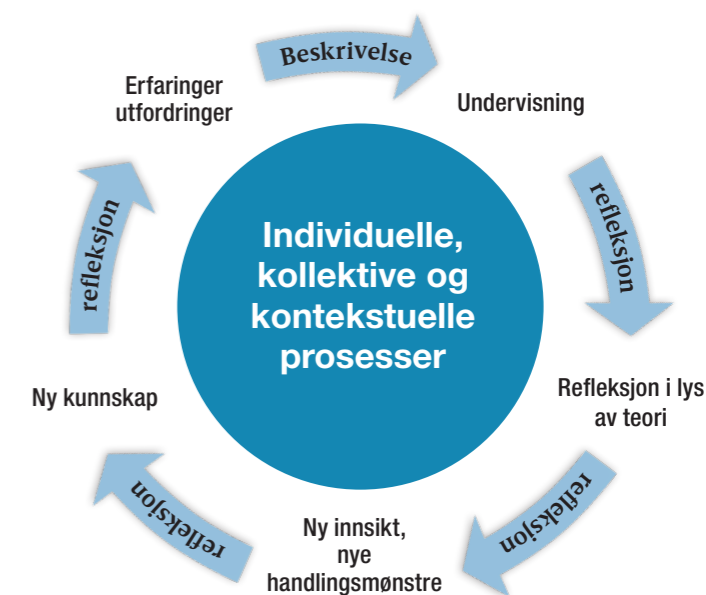 Beskrivelse
Erfaringer
utfordringer
Undervisning
refleksjon
refleksjon
Individuelle,
kollektive og
kontekstuelle
prosesser
Ny kunnskap
Refleksjon i lys
av teori
refleksjon
refleksjon
Ny innsikt,
nye
handlingsmønstre